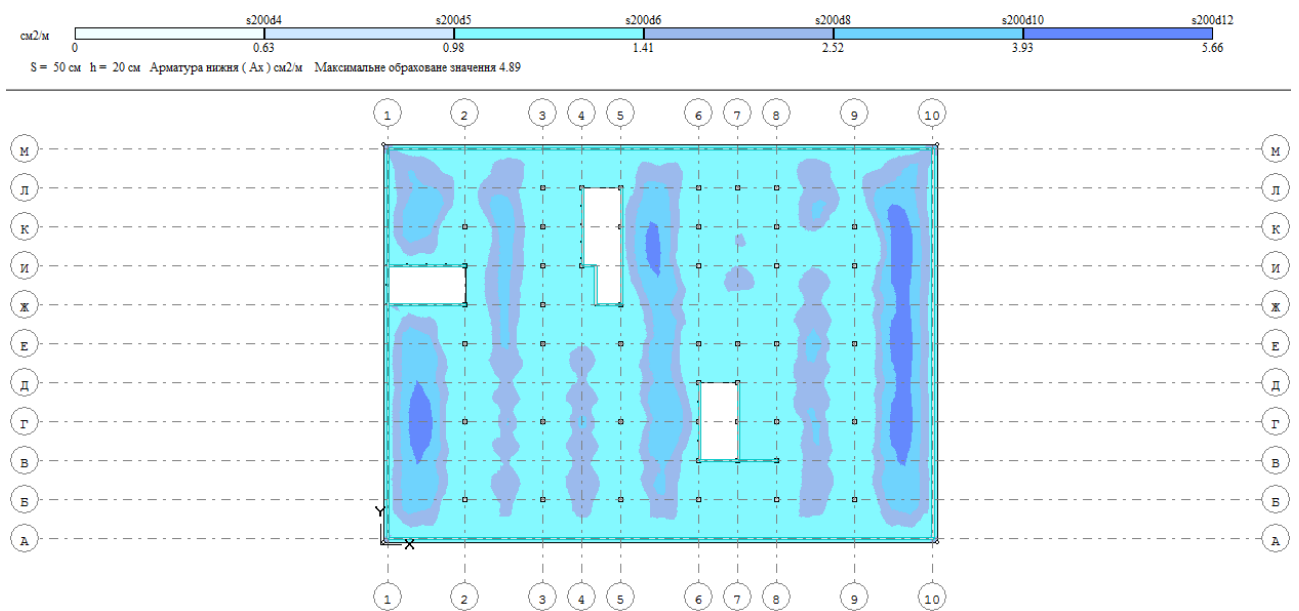 s200d4 s200d5 s200d6 s200d8 s200d10 s200d12
см2/м
0 0.63 0.98 1.41 2.52 3.93 5.66
S = 50 см h = 20 см Арматура нижня ( Ax ) см2/м Максимальне обраховане значення 4.89
1 2 3 4 5 6 7 8 9 10
М М
Л Л
К К
И И
Ж Ж
Е Е
Д Д
Г Г
В В
Б Б
Y
А X А
1 2 3 4 5 6 7 8 9 10